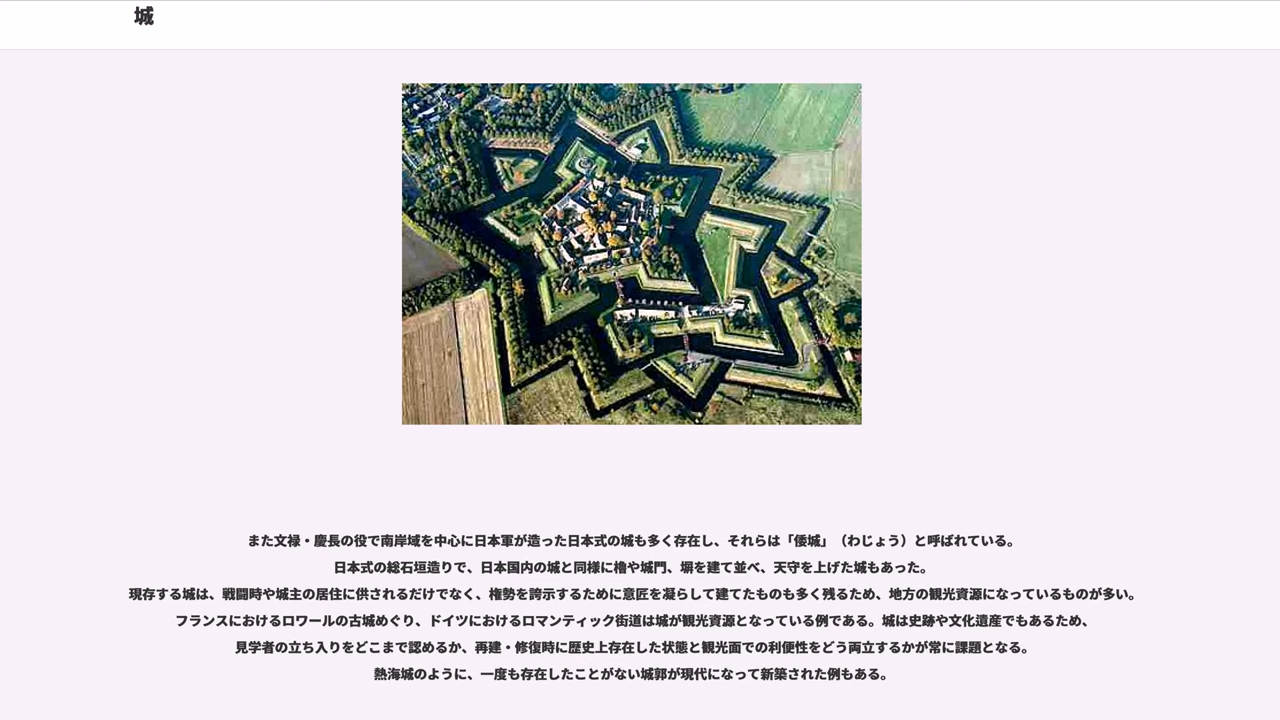 城
また文禄・慶長の役で南岸域を中心に日本軍が造った日本式の城も多く存在し、それらは「倭城」（わじょう）と呼ばれている。
日本式の総石垣造りで、日本国内の城と同様に櫓や城門、塀を建て並べ、天守を上げた城もあった。
現存する城は、戦闘時や城主の居住に供されるだけでなく、権勢を誇示するために意匠を凝らして建てたものも多く残るため、地方の観光資源になっているものが多い。
フランスにおけるロワールの古城めぐり、ドイツにおけるロマンティック街道は城が観光資源となっている例である。城は史跡や文化遺産でもあるため、
見学者の立ち入りをどこまで認めるか、再建・修復時に歴史上存在した状態と観光面での利便性をどう両立するかが常に課題となる。
熱海城のように、一度も存在したことがない城郭が現代になって新築された例もある。